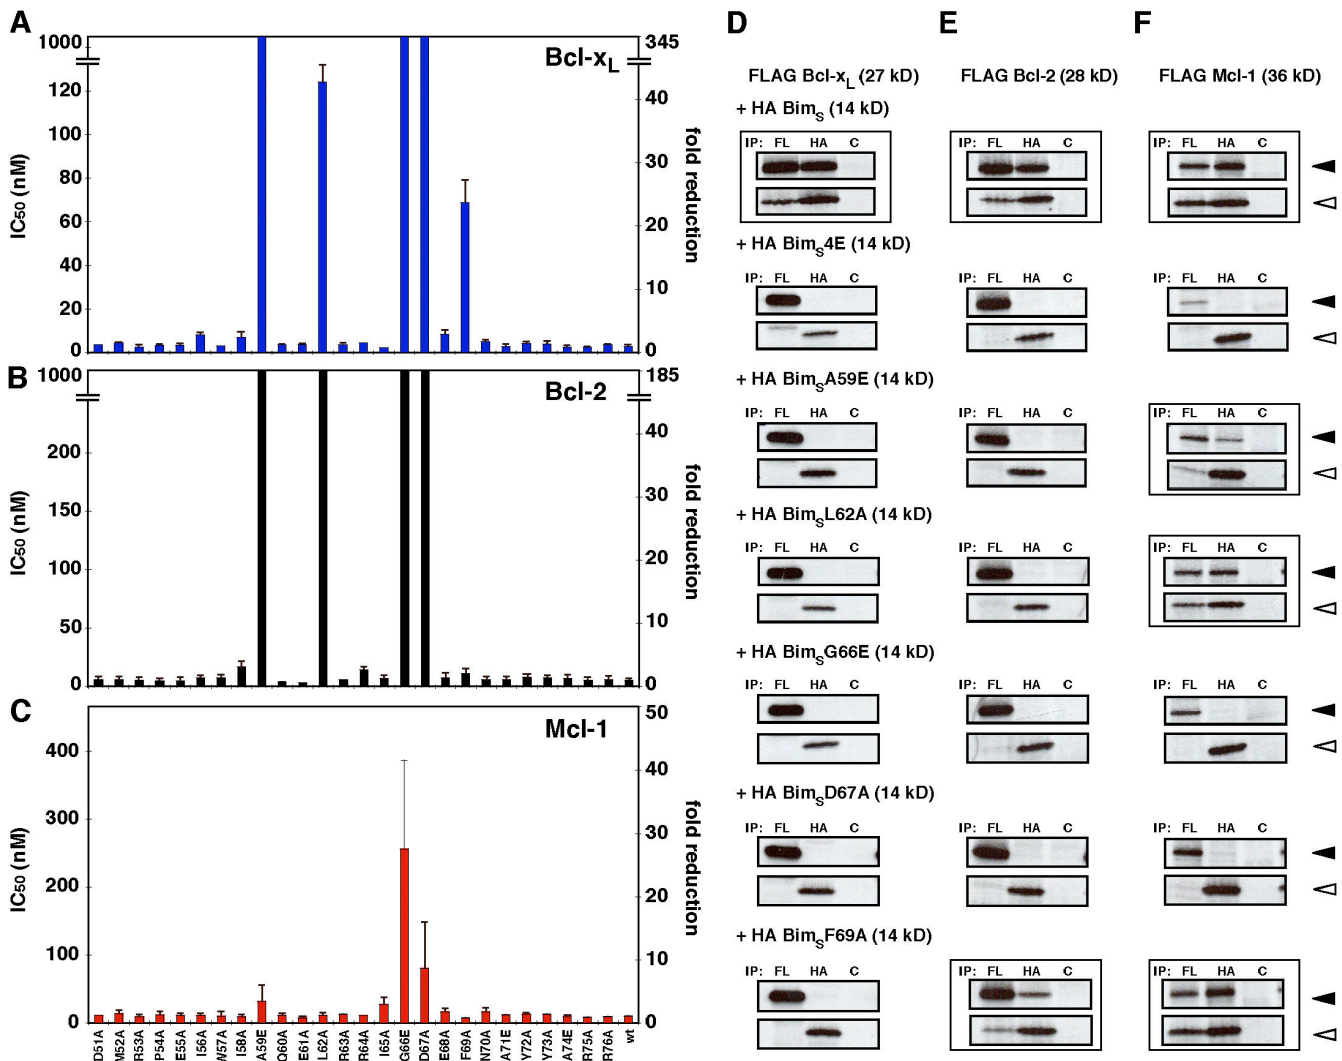 A
Bcl-xL
1000
120
100
80
60
40
20
0
IC50 (nM)
345
40
30
20
10
0
fold reduction
B
Bcl-2
1000
200
150
100
50
0
IC50 (nM)
185
40
30
20
10
0
fold reduction
C
Mcl-1
400
300
200
100
0
IC50 (nM)
50
40
30
20
10
0
fold reduction
D51A
M52A
R53A
P54A
E55A
I56A
W57A
I58A
A59E
Q60A
E61A
L62A
R63A
R64A
I65A
G66E
D67A
E68A
F69A
N70A
A71E
Y72A
Y73A
A74E
R75A
R76A
wt
D E F
FLAG Bcl-xL (27 kD) FLAG Bcl-2 (28 kD) FLAG Mcl-1 (36 kD)
+ HA BimS (14 kD)
IP: FL HA C IP: FL HA C IP: FL HA C
+ HA BimS4E (14 kD)
IP: FL HA C IP: FL HA C IP: FL HA C
+ HA BimSA59E (14 kD)
IP: FL HA C IP: FL HA C IP: FL HA C
+ HA BimSL62A (14 kD)
IP: FL HA C IP: FL HA C IP: FL HA C
+ HA BimSG66E (14 kD)
IP: FL HA C IP: FL HA C IP: FL HA C
+ HA BimSD67A (14 kD)
IP: FL HA C IP: FL HA C IP: FL HA C
+ HA BimSF69A (14 kD)
IP: FL HA C IP: FL HA C IP: FL HA C